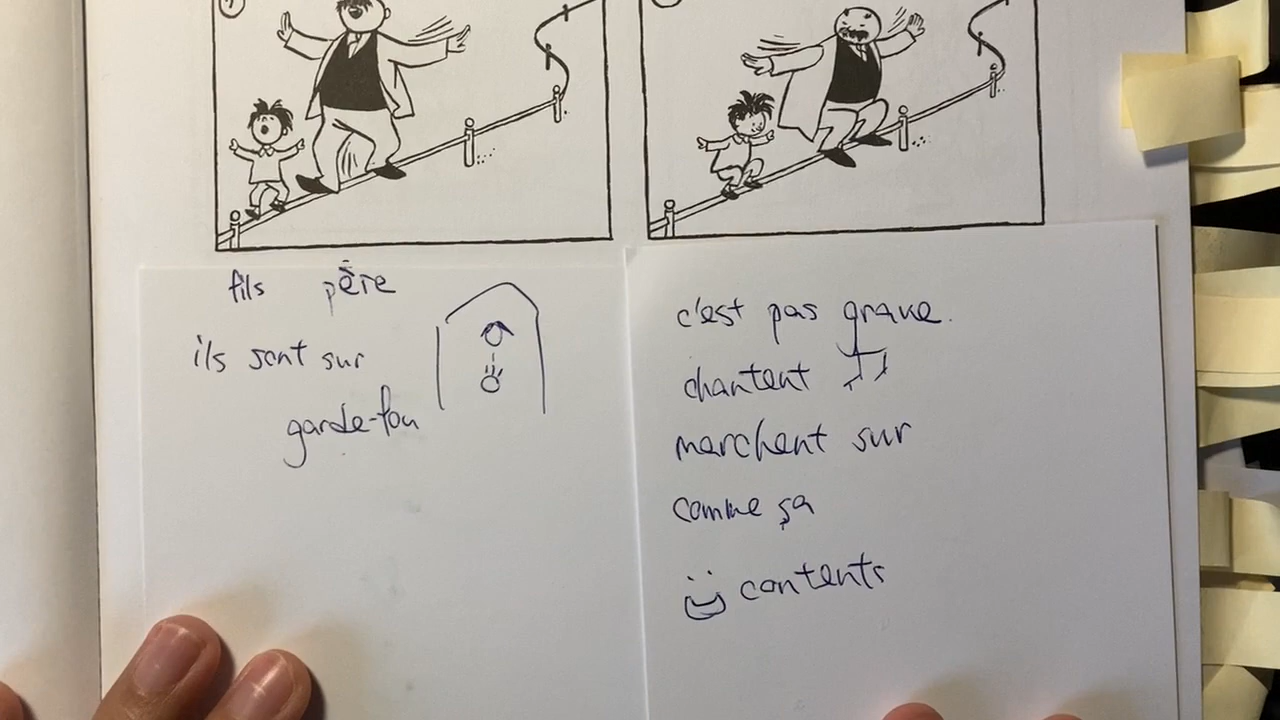 fils père
ils sont sur
garde-fou
c'est pas grave.
chantent
marchent sur
comme ça
contents